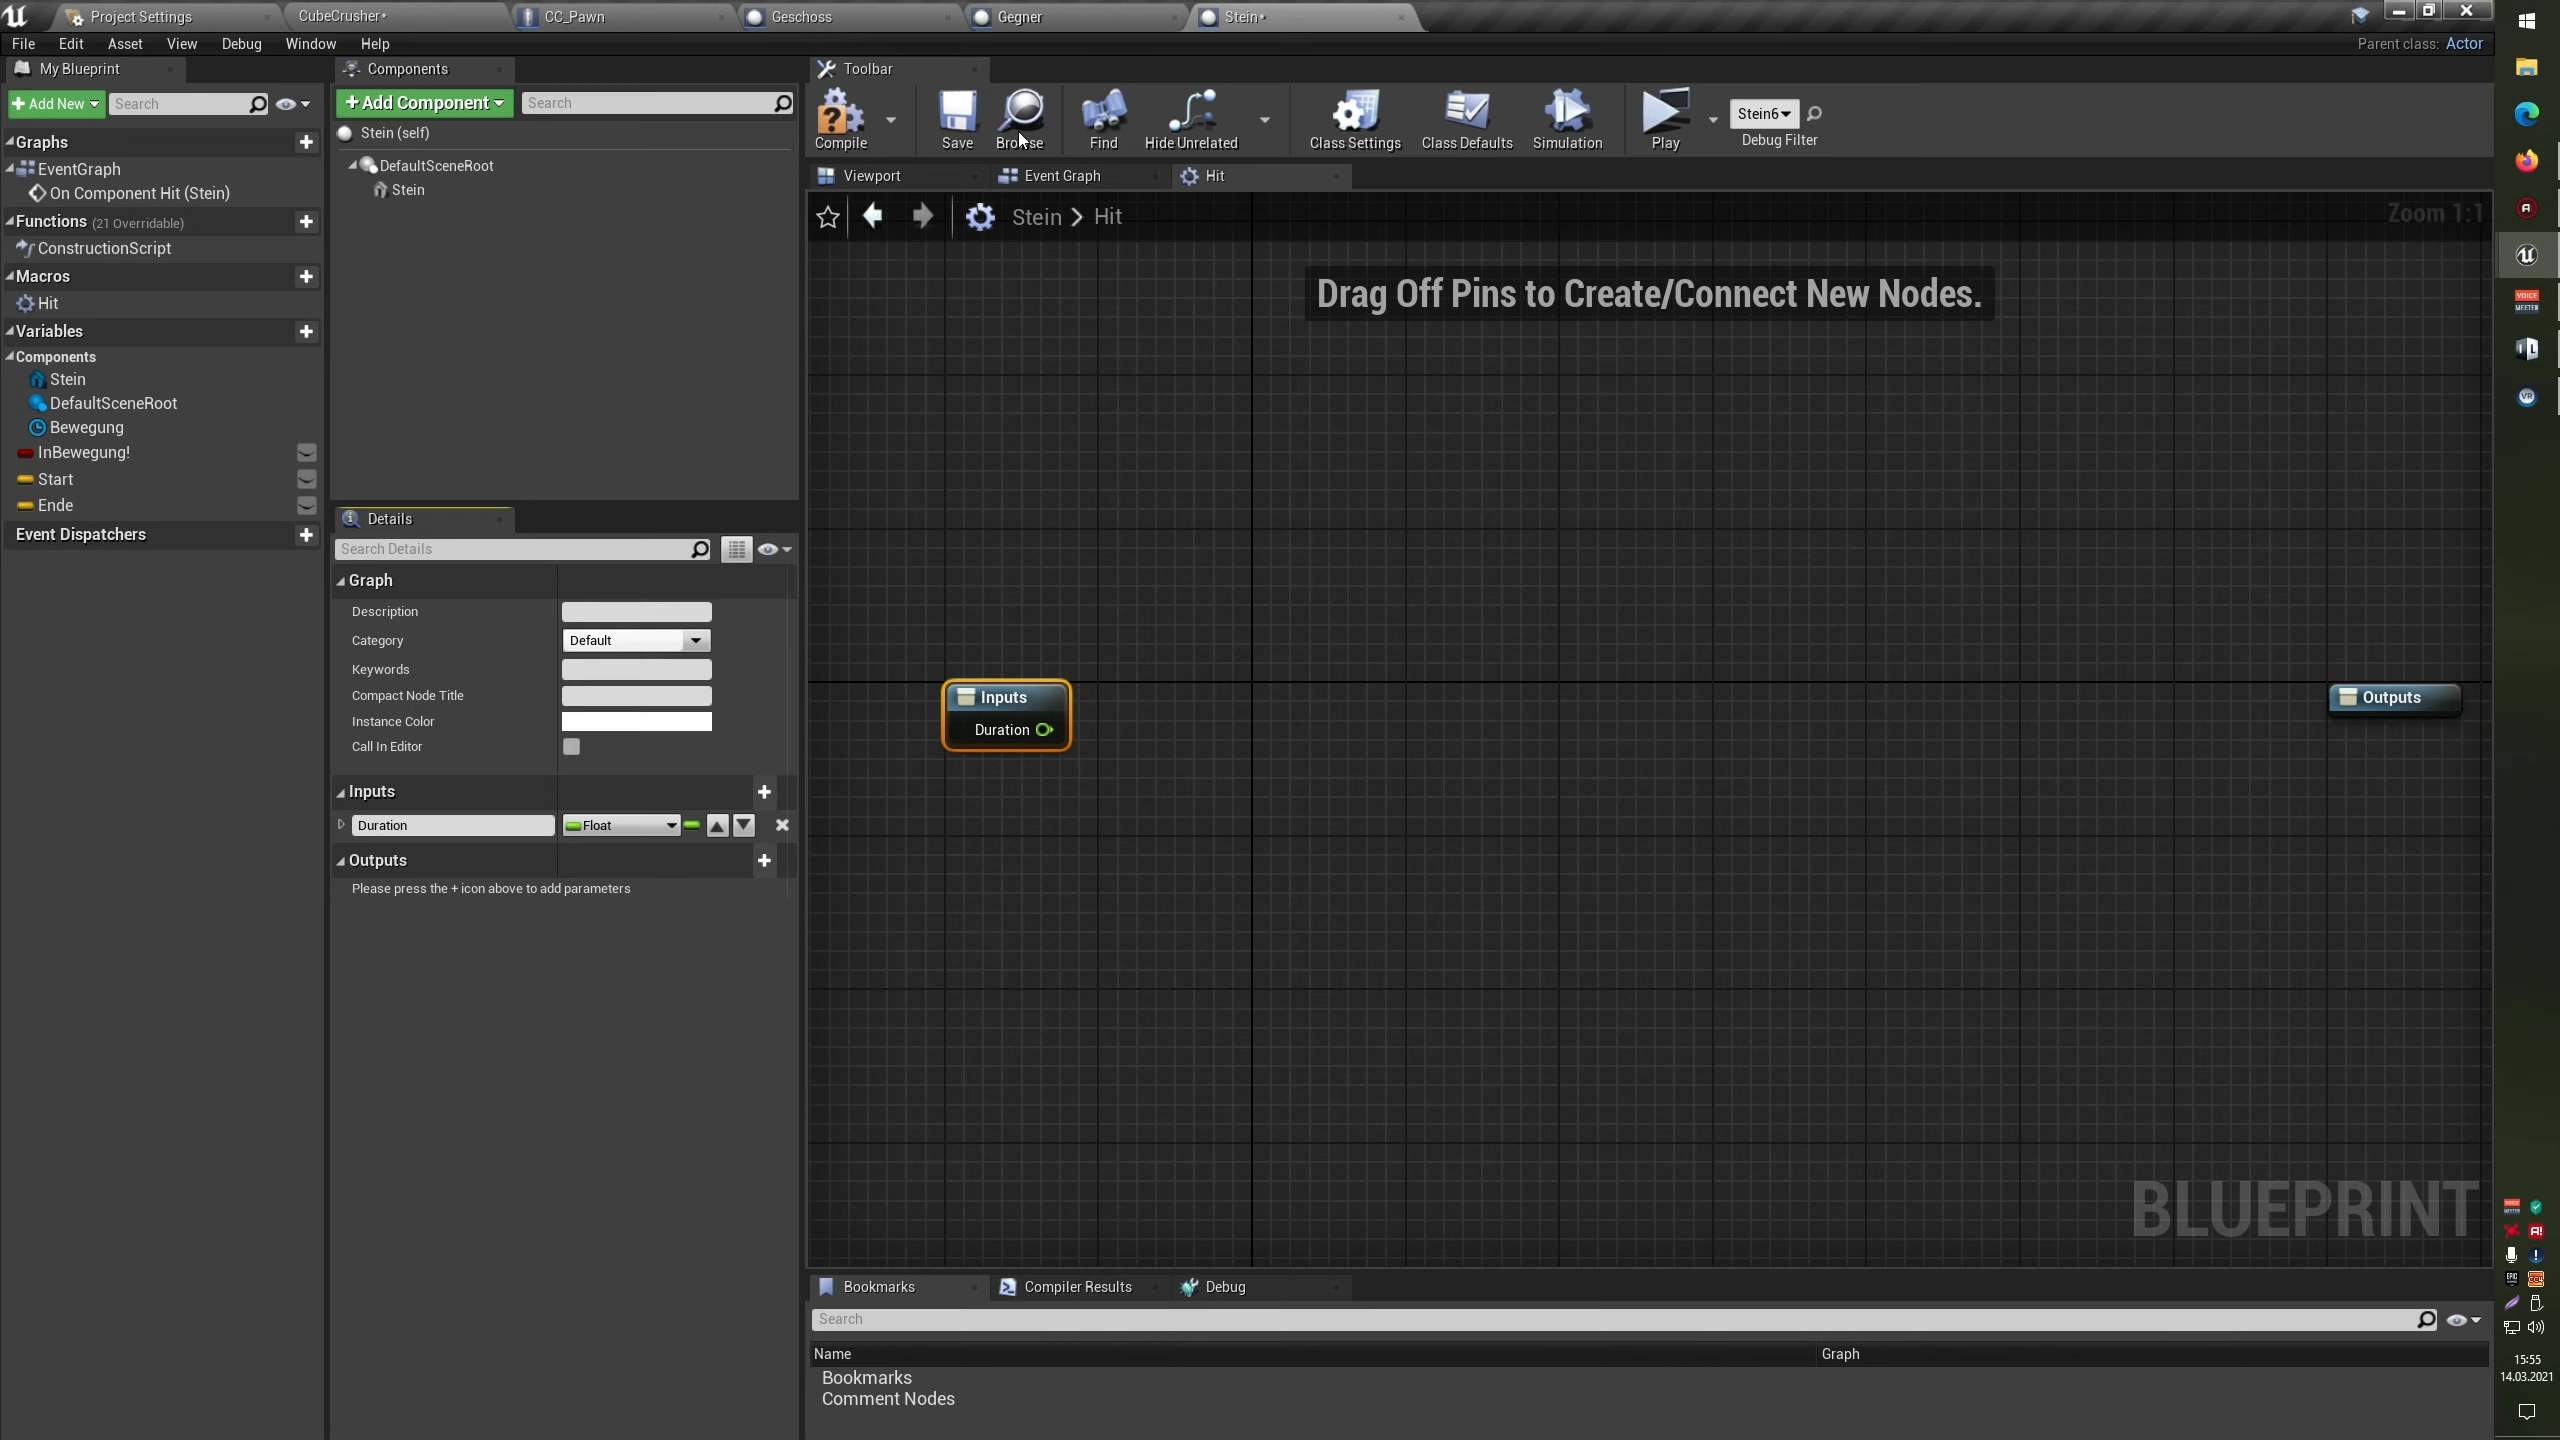 Project Settings
CubeCrusher*
CC_Pawn
Geschoss
Gegner
Stein*
File
Edit
Asset
View
Debug
Window
Help
Parent class: Actor
My Blueprint
Add New
Search
Graphs
EventGraph
On Component Hit (Stein)
Functions (21 Overridable)
ConstructionScript
Macros
Hit
Variables
Components
Stein
DefaultSceneRoot
Bewegung
InBewegung!
Start
Ende
Event Dispatchers
Components
+ Add Component
Search
Stein (self)
DefaultSceneRoot
Stein
Details
Search Details
Graph
Description
Category
Default
Keywords
Compact Node Title
Instance Color
Call In Editor
Inputs
Duration
Float
Outputs
Please press the + icon above to add parameters
Toolbar
Compile
Save
Browse
Find
Hide Unrelated
Class Settings
Class Defaults
Simulation
Play
Stein6
Debug Filter
Viewport
Event Graph
Hit
Stein > Hit
Zoom 1:1
Drag Off Pins to Create/Connect New Nodes.
Inputs
Duration
Outputs
BLUEPRINT
Bookmarks
Compiler Results
Debug
Search
Name
Graph
Bookmarks
Comment Nodes
VOICE
MEETER
VR
15:55
14.03.2021